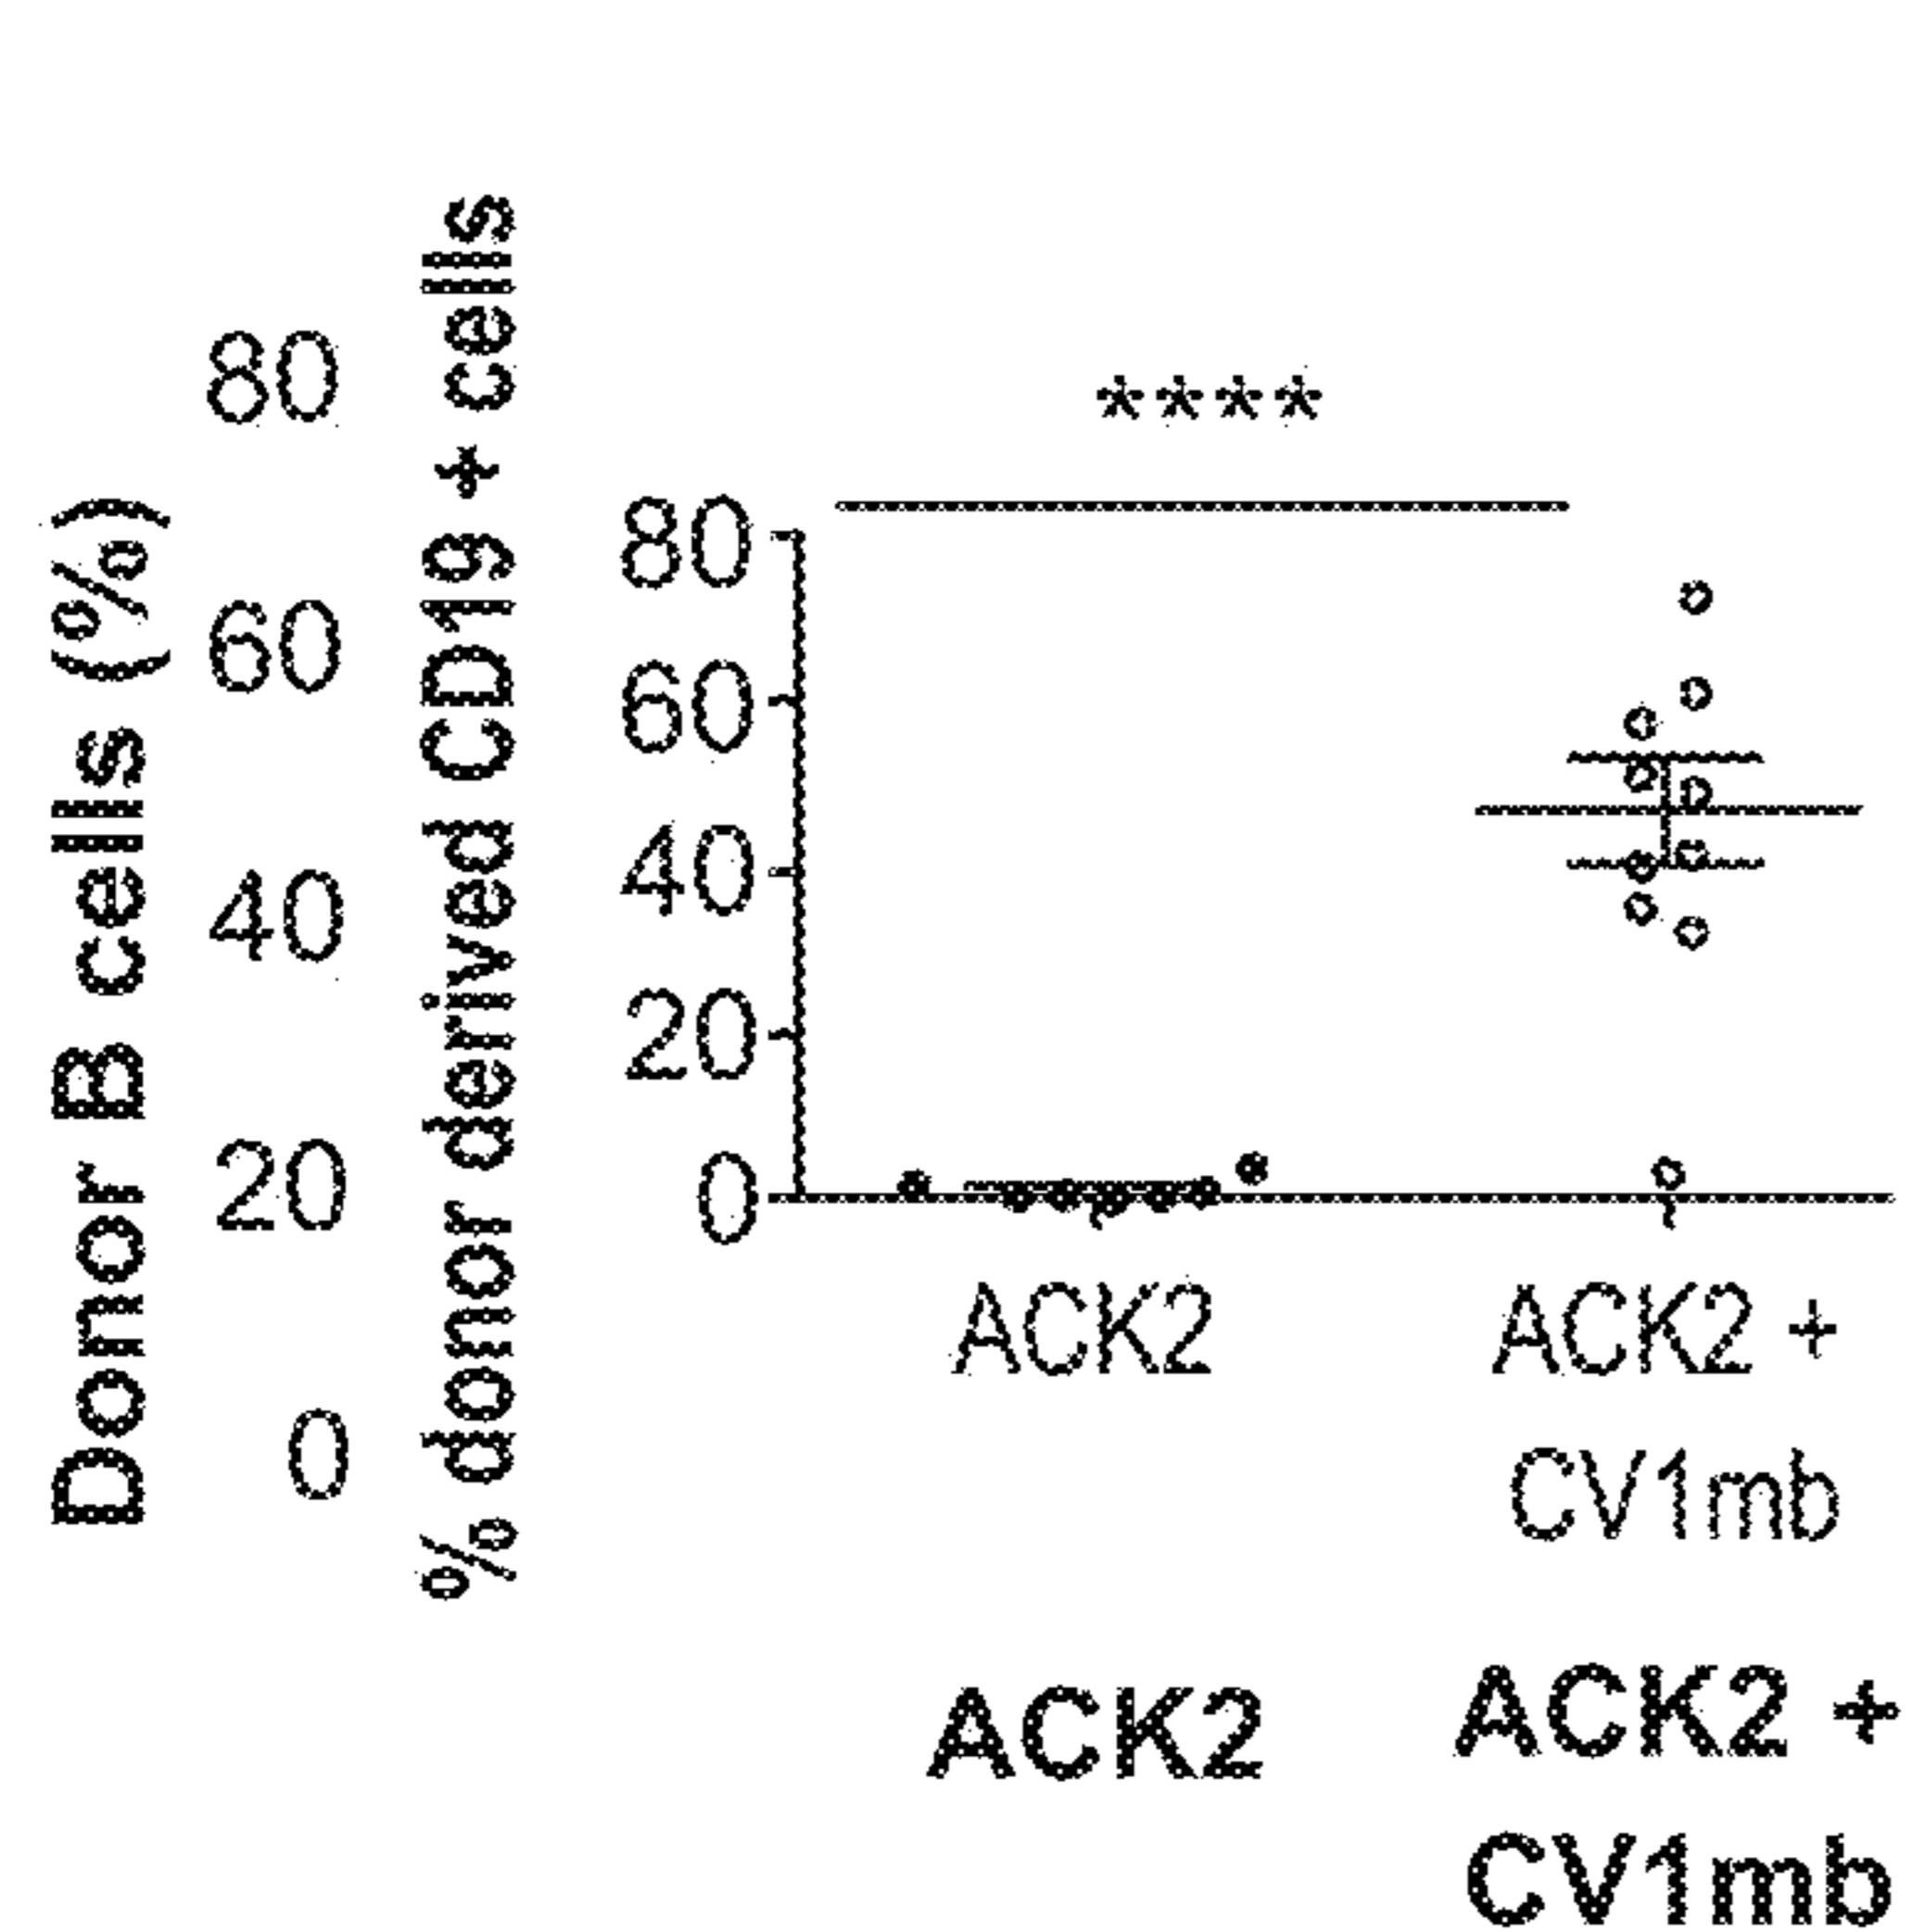 Donor B cells (%)
80
60
40
20
0
% donor derived CD19 + cells
80
60
40
20
0
****
ACK2
ACK2 +
CV1mb
ACK2
ACK2 +
CV1mb